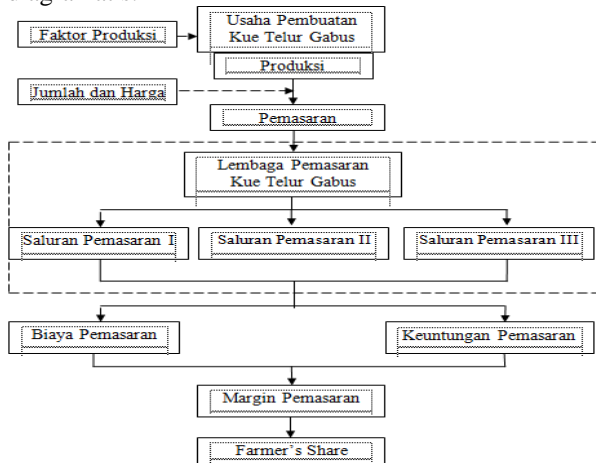 Usaha Pembuatan
Kue Telur Gabus
Faktor Produksi
Produksi
Jumlah dan Harga
Pemasaran
Lembaga Pemasaran
Kue Telur Gabus
Saluran Pemasaran I
Saluran Pemasaran II
Saluran Pemasaran III
Biaya Pemasaran
Keuntungan Pemasaran
Margin Pemasaran
Farmer's Share